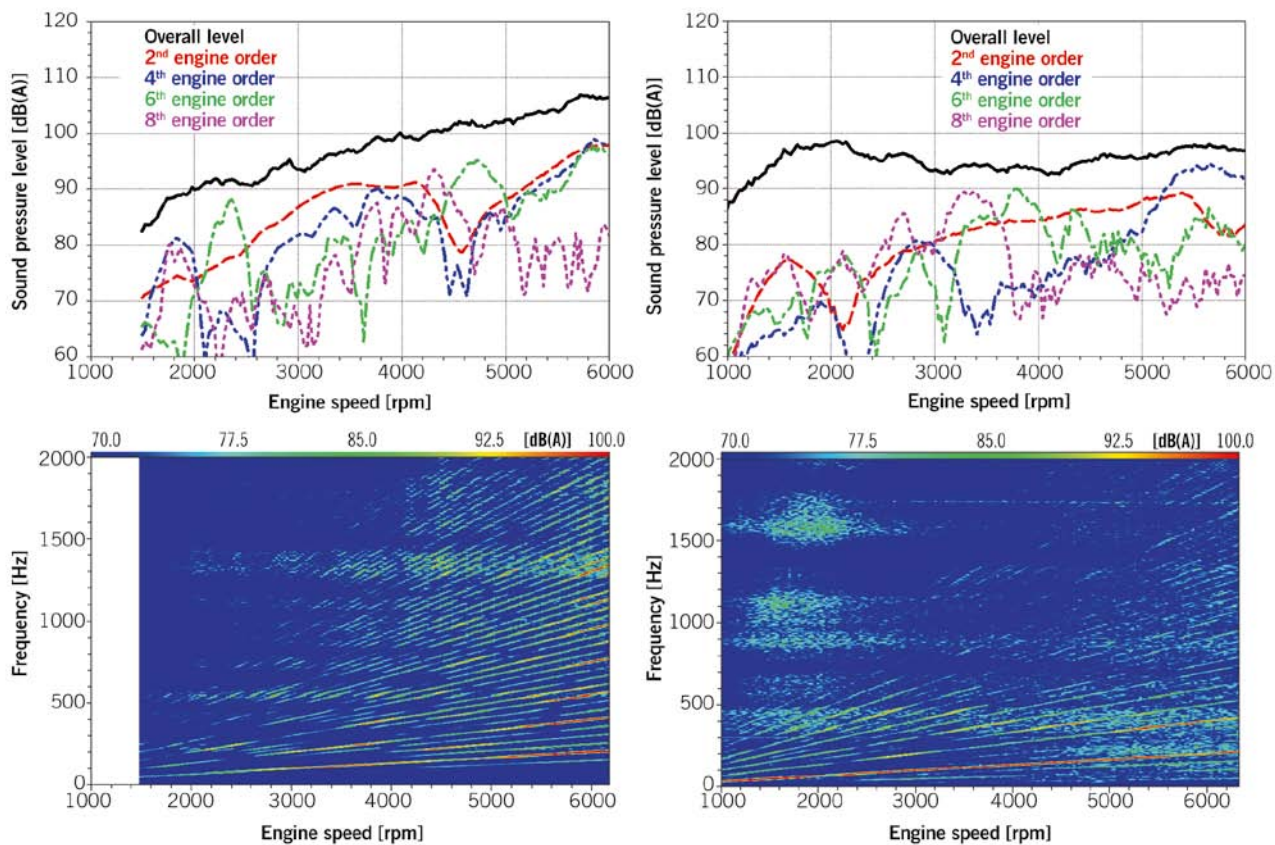 120
110
100
90
80
70
60
Sound pressure level [dB(A)]
Overall level
2nd engine order
4th engine order
6th engine order
8th engine order
1000 2000 3000 4000 5000 6000
Engine speed [rpm]
120
110
100
90
80
70
60
Sound pressure level [dB(A)]
Overall level
2nd engine order
4th engine order
6th engine order
8th engine order
1000 2000 3000 4000 5000 6000
Engine speed [rpm]
70.0 77.5 85.0 92.5 [dB(A)] 100.0
2000
1500
1000
500
0
Frequency [Hz]
1000 2000 3000 4000 5000 6000
Engine speed [rpm]
70.0 77.5 85.0 92.5 [dB(A)] 100.0
2000
1500
1000
500
0
Frequency [Hz]
1000 2000 3000 4000 5000 6000
Engine speed [rpm]